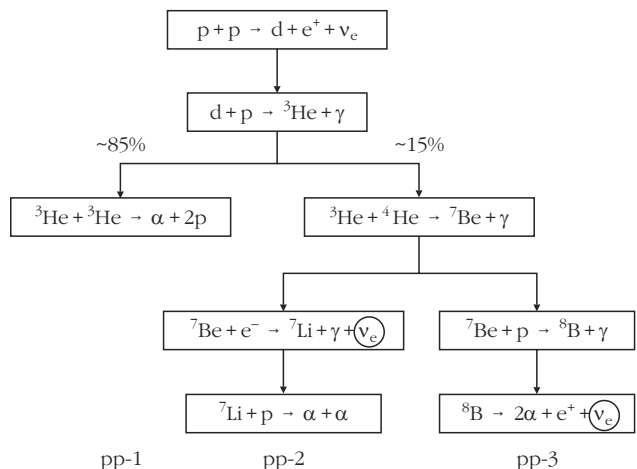 p + p → d + e⁺ + νₑ
d + p → ³He + γ
~85% ~15%
³He + ³He → α + 2p ³He + ⁴He → ⁷Be + γ
⁷Be + e⁻ → ⁷Li + γ + νₑ ⁷Be + p → ⁸B + γ
⁷Li + p → α + α ⁸B → 2α + e⁺ + νₑ
pp-1 pp-2 pp-3